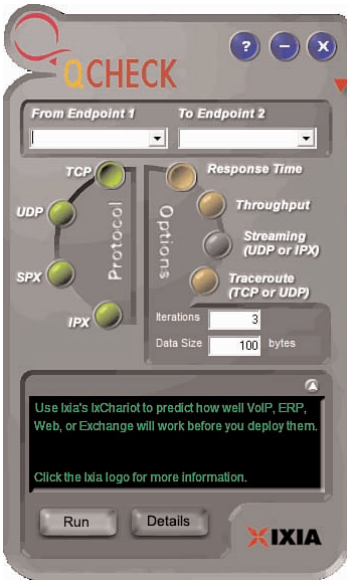 ? – X
QCHECK
From Endpoint 1 To Endpoint 2
TCP
UDP
SPX
IPX
Protocol
Options
Response Time
Throughput
Streaming
(UDP or IPX)
Traceroute
(TCP or UDP)
Iterations 3
Data Size 100 bytes
Use Ixia's IxChariot to predict how well VoIP, ERP,
Web, or Exchange will work before you deploy them.
Click the Ixia logo for more information.
Run Details
IXIA